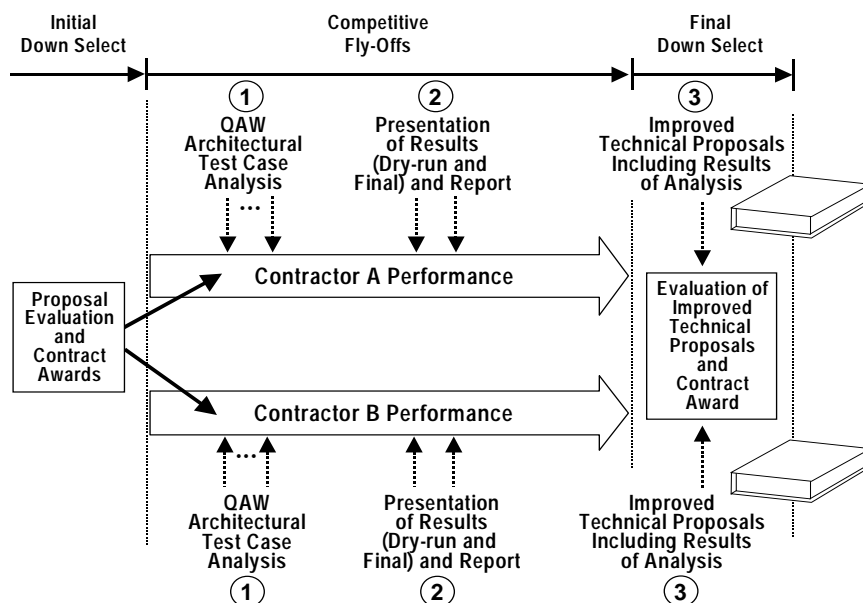 Initial
Down Select
Competitive
Fly-Offs
Final
Down Select
1
QAW
Architectural
Test Case
Analysis
...
2
Presentation
of Results
(Dry-run and
Final) and Report
3
Improved
Technical Proposals
Including Results
of Analysis
Contractor A Performance
Proposal
Evaluation
and
Contract
Awards
Evaluation of
Improved
Technical
Proposals
and
Contract
Award
Contractor B Performance
...
QAW
Architectural
Test Case
Analysis
1
Presentation
of Results
(Dry-run and
Final) and Report
2
Improved
Technical Proposals
Including Results
of Analysis
3